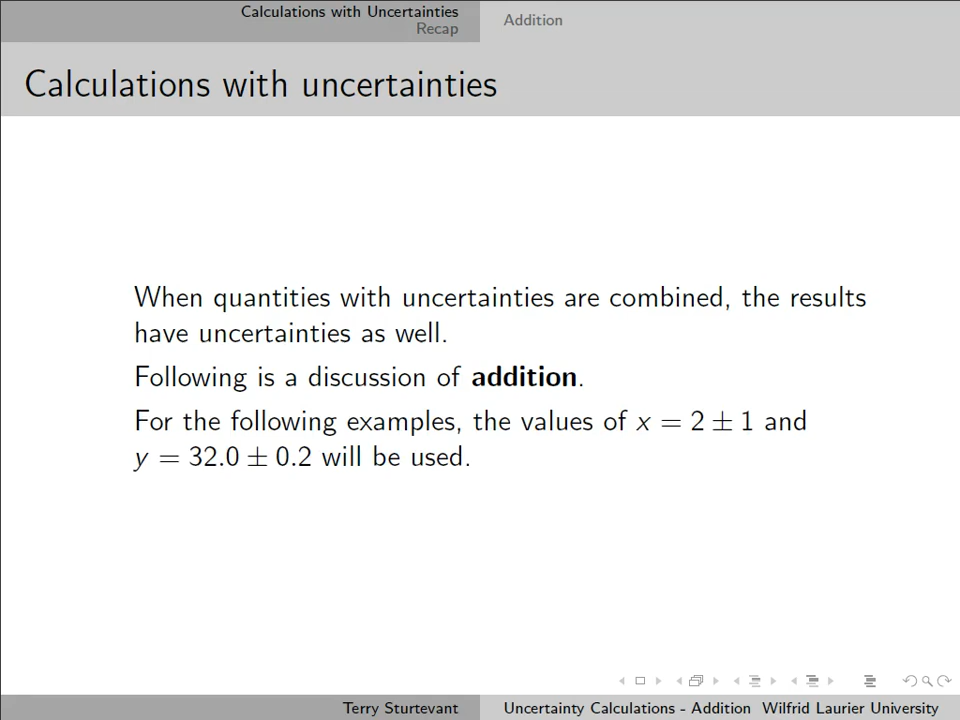 Calculations with Uncertainties
Recap
Addition
Calculations with uncertainties
When quantities with uncertainties are combined, the results
have uncertainties as well.
Following is a discussion of addition.
For the following examples, the values of x = 2 ± 1 and
y = 32.0 ± 0.2 will be used.
Terry Sturtevant
Uncertainty Calculations - Addition Wilfrid Laurier University